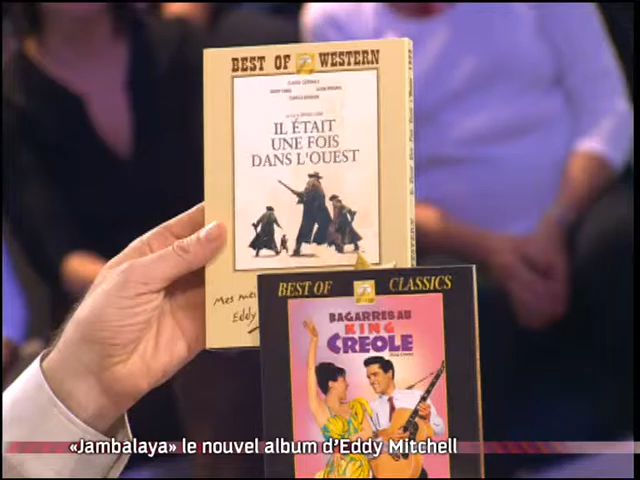 BEST OF WESTERN
IL ÉTAIT
UNE FOIS
DANS L'OUEST
Mes mei
Eddy
BEST OF CLASSICS
BAGARRES AU
KING
CREOLE
«Jambalaya» le nouvel album d'Eddy Mitchell